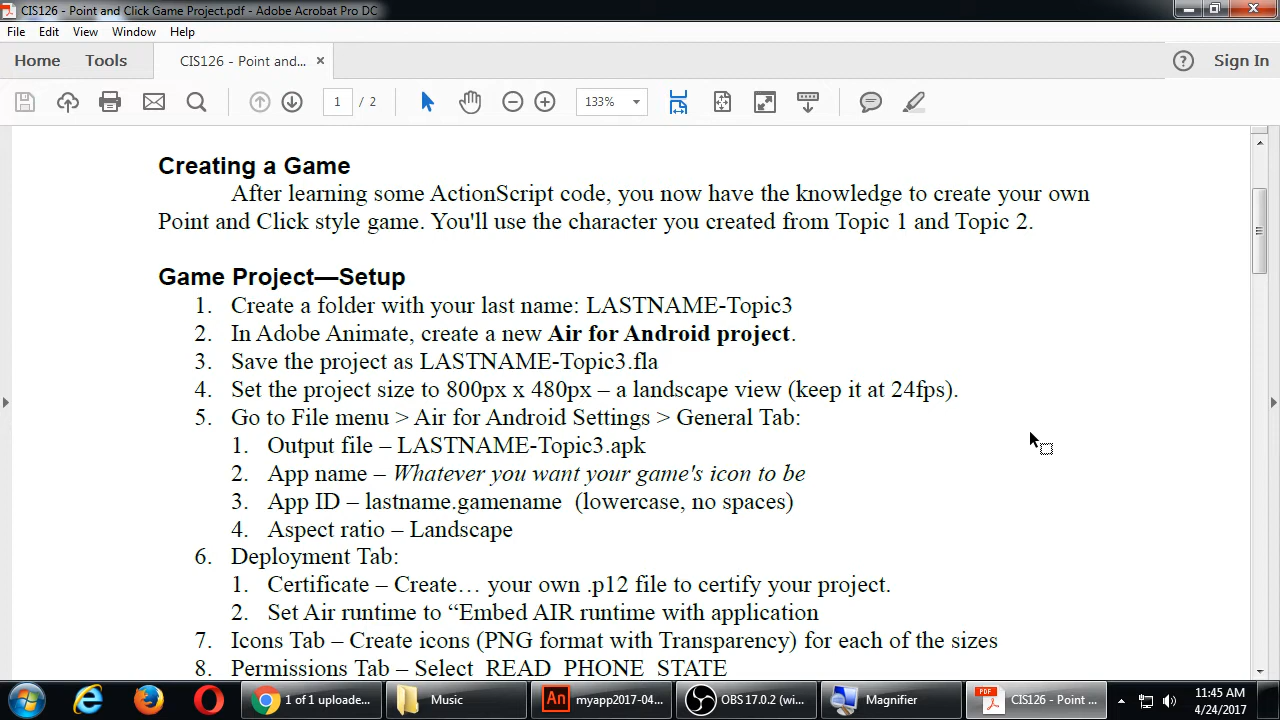 CIS126 - Point and Click Game Project.pdf - Adobe Acrobat Pro DC
File Edit View Window Help
Home Tools CIS126 - Point and... × ? Sign In
1 / 2 133%
Creating a Game
After learning some ActionScript code, you now have the knowledge to create your own
Point and Click style game. You'll use the character you created from Topic 1 and Topic 2.
Game Project—Setup
1. Create a folder with your last name: LASTNAME-Topic3
2. In Adobe Animate, create a new Air for Android project.
3. Save the project as LASTNAME-Topic3.fla
4. Set the project size to 800px x 480px – a landscape view (keep it at 24fps).
5. Go to File menu > Air for Android Settings > General Tab:
1. Output file – LASTNAME-Topic3.apk
2. App name – Whatever you want your game's icon to be
3. App ID – lastname.gamename (lowercase, no spaces)
4. Aspect ratio – Landscape
6. Deployment Tab:
1. Certificate – Create… your own .p12 file to certify your project.
2. Set Air runtime to “Embed AIR runtime with application
7. Icons Tab – Create icons (PNG format with Transparency) for each of the sizes
8. Permissions Tab – Select READ_PHONE_STATE
1 of 1 uploade... Music An myapp2017-04... OBS 17.0.2 (wi... Magnifier PDF CIS126 - Point ... 11:45 AM
4/24/2017